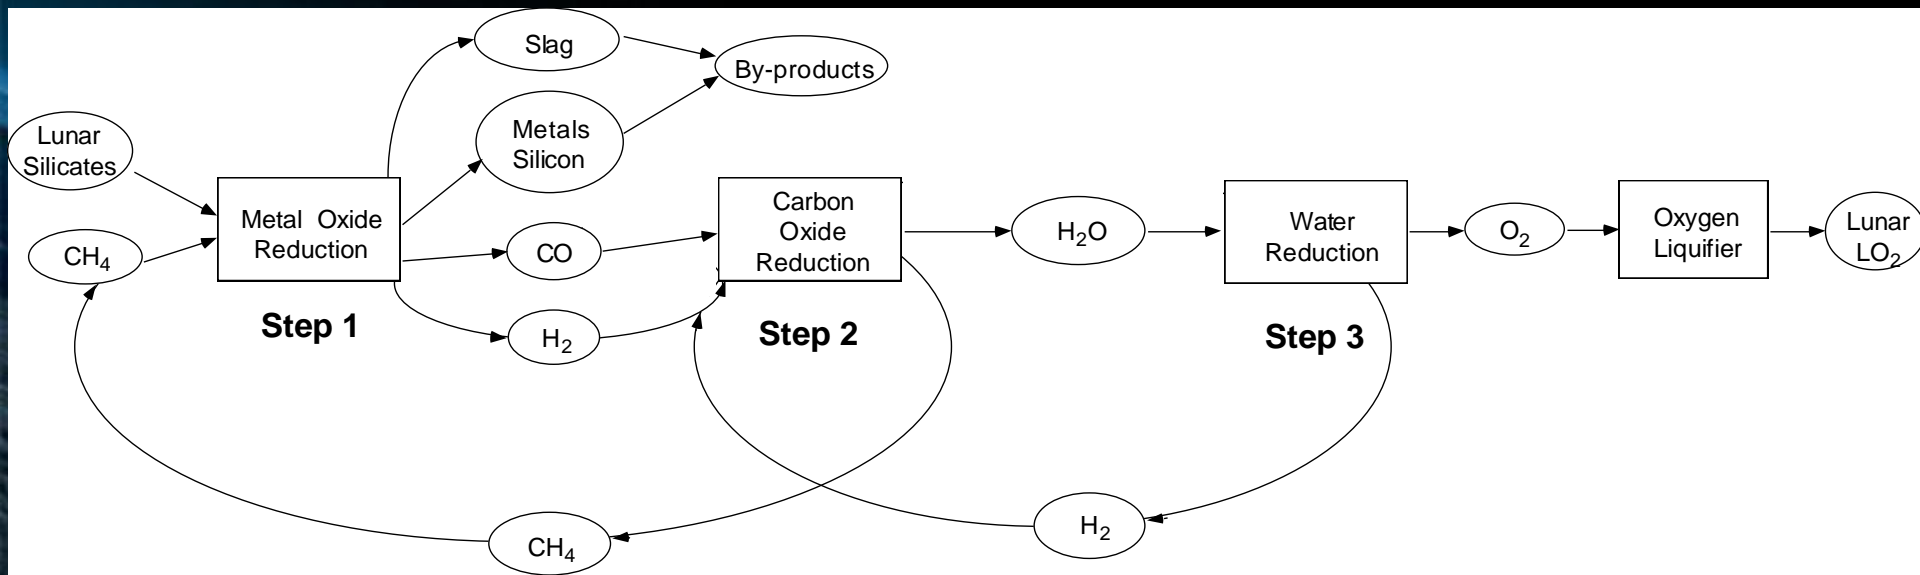 Slag
By-products
Lunar
Silicates
Metals
Silicon
Metal Oxide
Reduction
CH4
CO
H2
Step 1
Carbon
Oxide
Reduction
Step 2
H2O
Water
Reduction
Step 3
O2
Oxygen
Liquifier
Lunar
LO2
CH4
H2